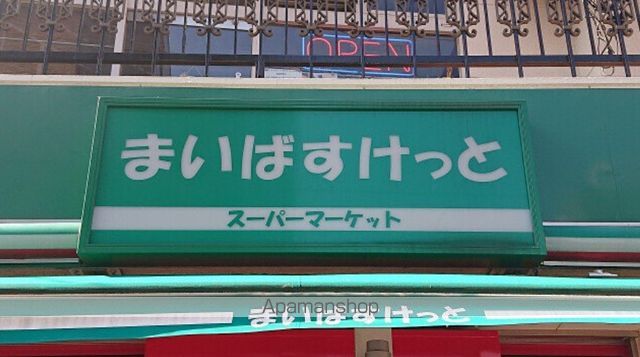 OPEN
まいばすけっと
スーパーマーケット
Apamanshop
まいばすけっと